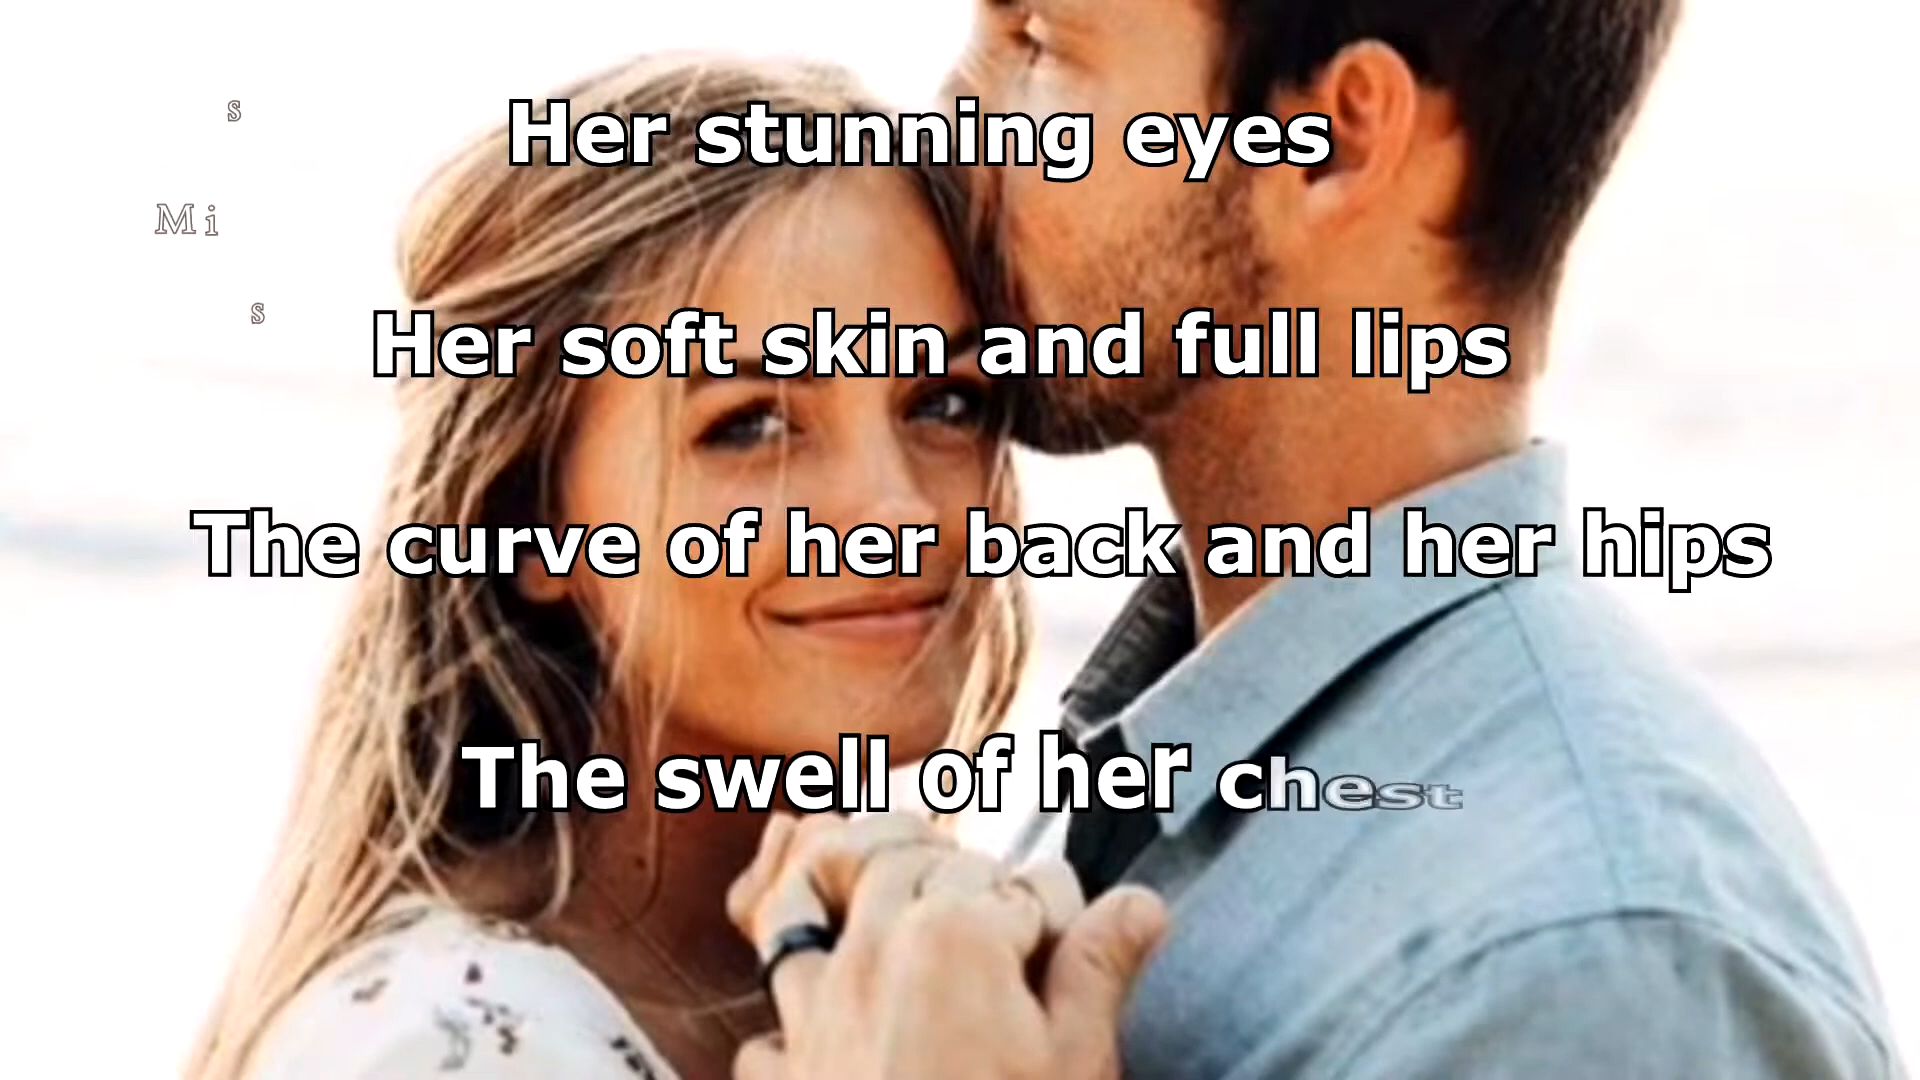 Her stunning eyes
Her soft skin and full lips
The curve of her back and her hips
The swell of her chest
s
M i
s